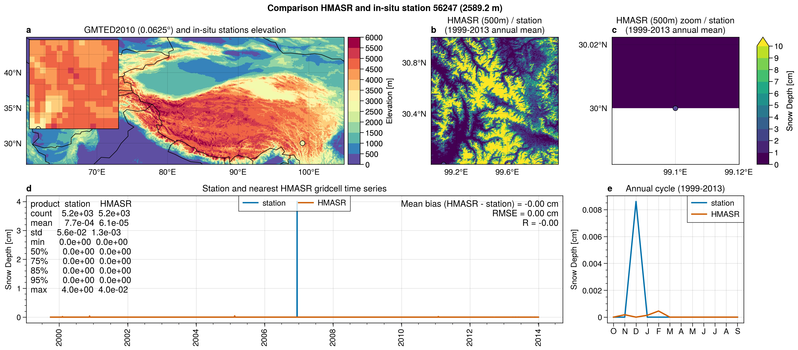 Comparison HMASR and in-situ station 56247 (2589.2 m)
a GMTED2010 (0.0625°) and in-situ stations elevation
40°N
35°N
30°N
70°E 80°E 90°E 100°E
6000
5500
5000
4500
4000
3500
3000
2500
2000
1500
1000
500
0
Elevation [m]
b HMASR (500m) / station
(1999-2013 annual mean)
30.8°N
30.4°N
99.2°E 99.6°E
c HMASR (500m) zoom / station
(1999-2013 annual mean)
30.02°N
30°N
99.1°E 99.12°E
10
9
8
7
6
5
4
3
2
1
0
Snow Depth [cm]
d Station and nearest HMASR gridcell time series
station HMASR
product station HMASR
count 5.2e+03 5.2e+03
mean 7.7e-04 6.1e-05
std 5.6e-02 1.3e-03
min 0.0e+00 0.0e+00
50% 0.0e+00 0.0e+00
75% 0.0e+00 0.0e+00
85% 0.0e+00 0.0e+00
95% 0.0e+00 0.0e+00
max 4.0e+00 4.0e-02
Mean bias (HMASR - station) = -0.00 cm
RMSE = 0.00 cm
R = -0.00
Snow Depth [cm]
4
3
2
1
0
2000 2002 2004 2006 2008 2010 2012 2014
e Annual cycle (1999-2013)
station
HMASR
Snow Depth [cm]
0.008
0.006
0.004
0.002
0
O N D J F M A M J J A S